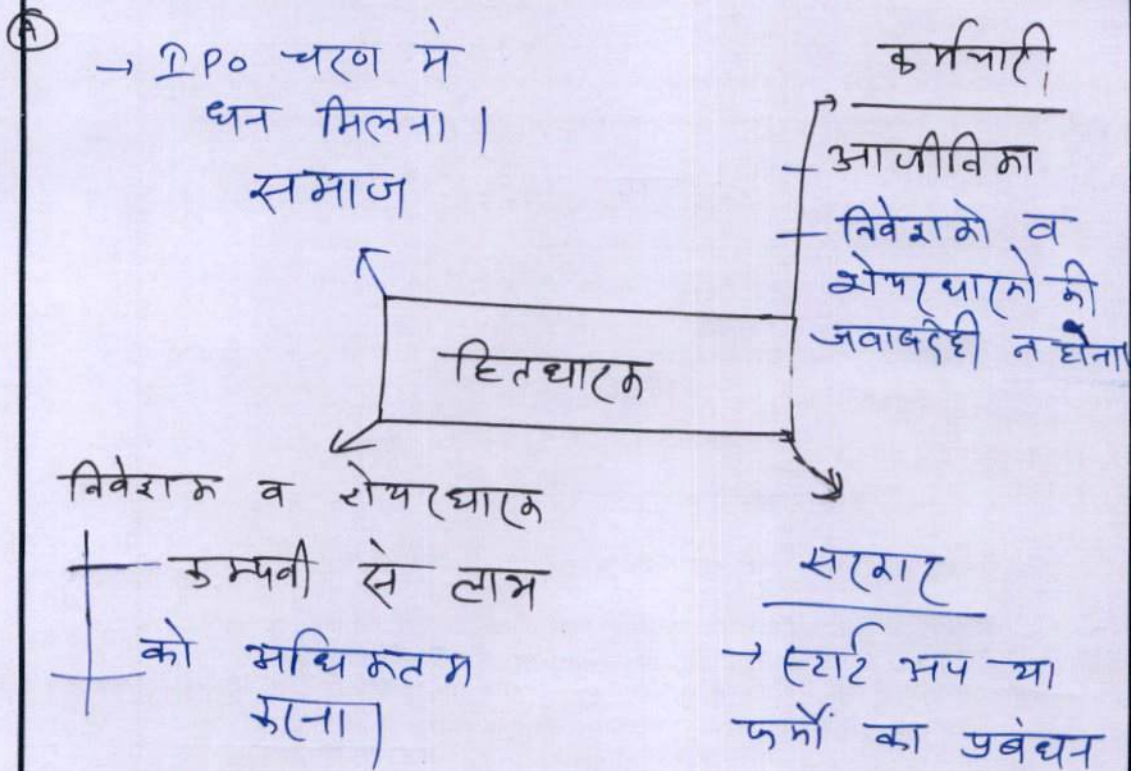 (A)
→ IPO चरण में
धन मिलना।
समाज
कर्मचारी
आजीविका
निवेशकों व
शेयरधारकों की
जवाबदेही न होना
हितधारक
निवेशक व शेयरधारक
कम्पनी से लाभ
को अधिकतम
करना।
सरकार
→ स्टार्ट अप या
फर्मों का प्रबंधन